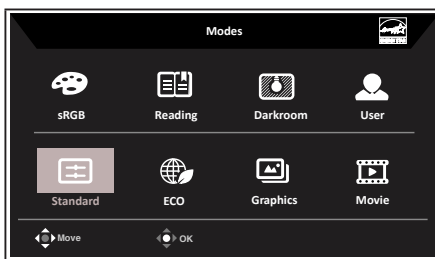 Modes
sRGB Reading Darkroom User
Standard ECO Graphics Movie
Move OK